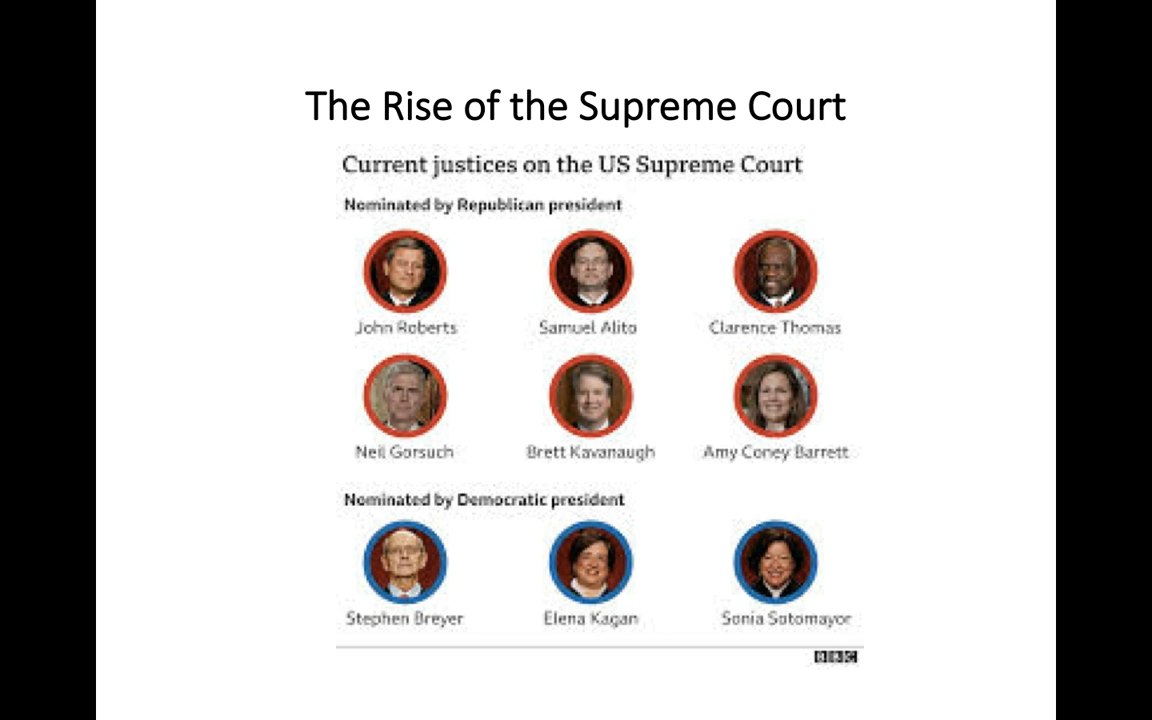 The Rise of the Supreme Court
Current justices on the US Supreme Court
Nominated by Republican president
John Roberts Samuel Alito Clarence Thomas
Neil Gorsuch Brett Kavanaugh Amy Coney Barrett
Nominated by Democratic president
Stephen Breyer Elena Kagan Sonia Sotomayor
BBC